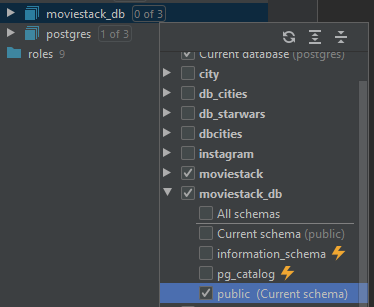 moviestack_db 0 of 3
postgres 1 of 3
roles 9
Current database (postgres)
city
db_cities
db_starwars
dbcities
instagram
moviestack
moviestack_db
All schemas
Current schema (public)
information_schema
pg_catalog
public (Current schema)